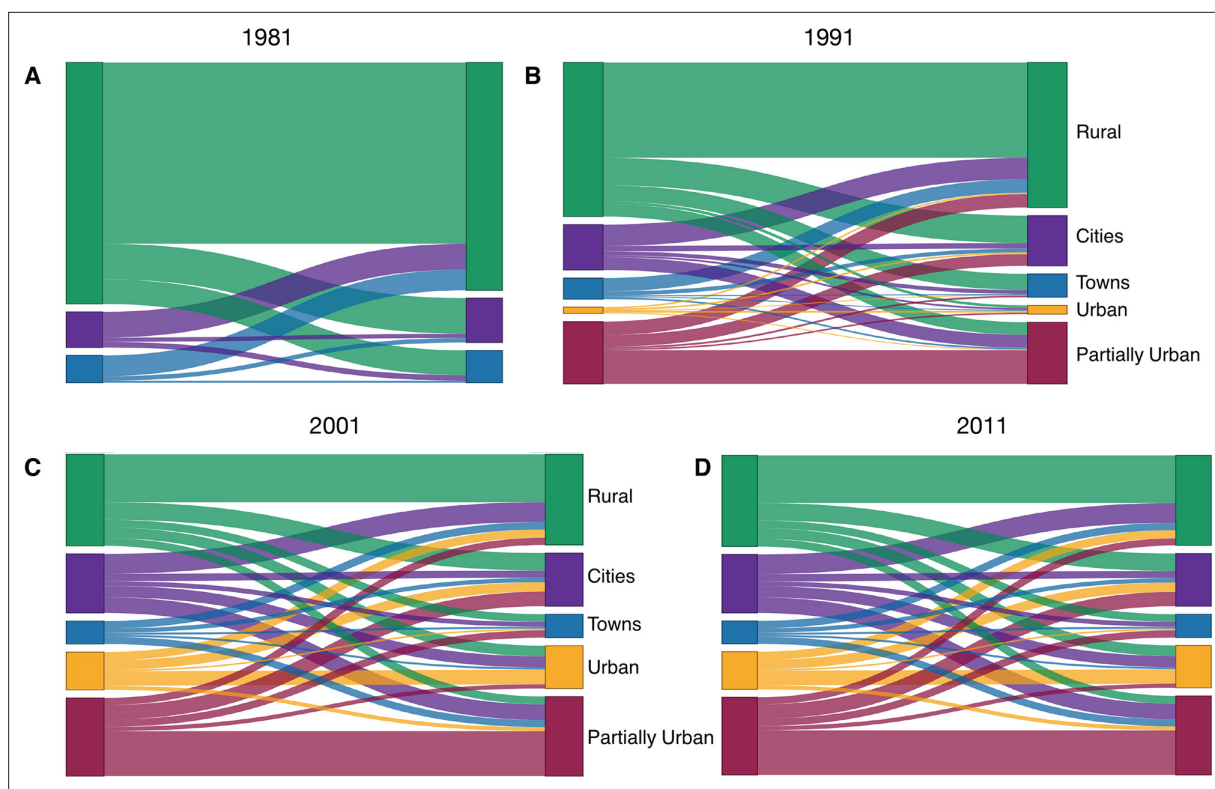 1981
1991
A
B
Rural
Cities
Towns
Urban
Partially Urban
2001
2011
C
D
Rural
Cities
Towns
Urban
Partially Urban